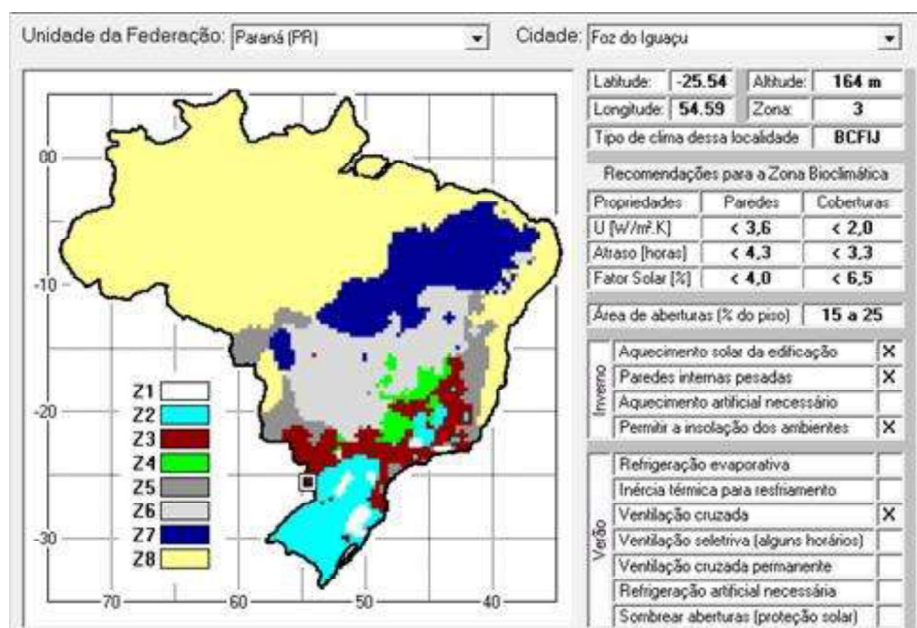 Unidade da Federação: Paraná (PR) Cidade: Foz do Iguaçu
Latitude: -25.54 Altitude: 164 m
Longitude: 54.59 Zona: 3
Tipo de clima dessa localidade BCFIJ
Recomendações para a Zona Bioclimática
Propriedades Paredes Coberturas
U [W/m².K] < 3,6 < 2,0
Atraso [horas] < 4,3 < 3,3
Fator Solar [%] < 4,0 < 6,5
Área de aberturas (% do piso) 15 a 25
Inverno
Aquecimento solar da edificação X
Paredes internas pesadas X
Aquecimento artificial necessário
Permitir a insolação dos ambientes X
Verão
Refrigeração evaporativa
Inércia térmica para resfriamento
Ventilação cruzada X
Ventilação seletiva (alguns horários)
Ventilação cruzada permanente
Refrigeração artificial necessária
Sombrear aberturas (proteção solar)
00
-10
-20
-30
Z1
Z2
Z3
Z4
Z5
Z6
Z7
Z8
70 60 50 40